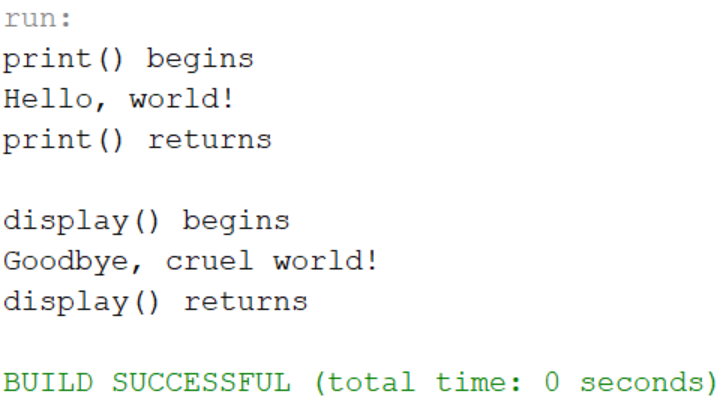 run:
print() begins
Hello, world!
print() returns
display() begins
Goodbye, cruel world!
display() returns
BUILD SUCCESSFUL (total time: 0 seconds)